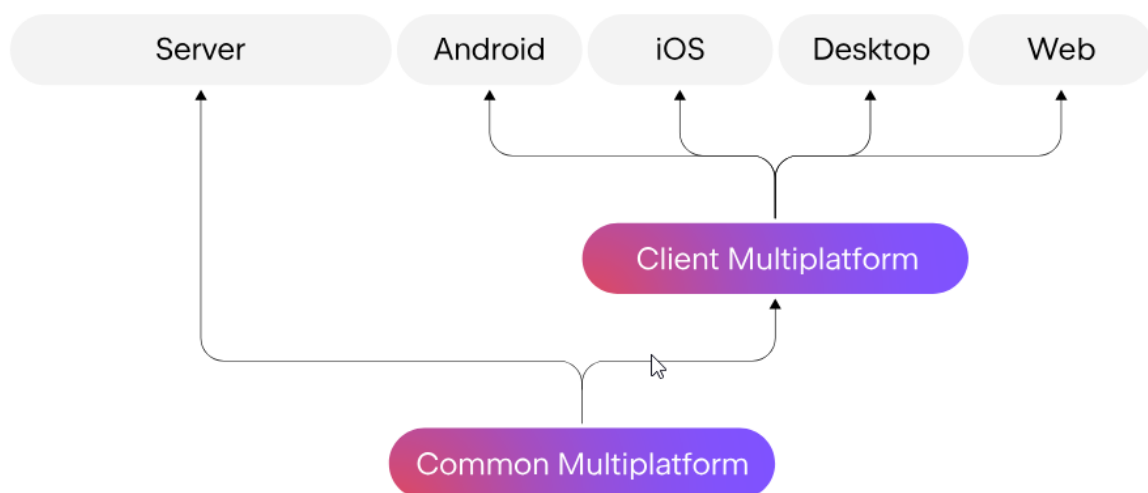 Server
Android
iOS
Desktop
Web
Client Multiplatform
Common Multiplatform